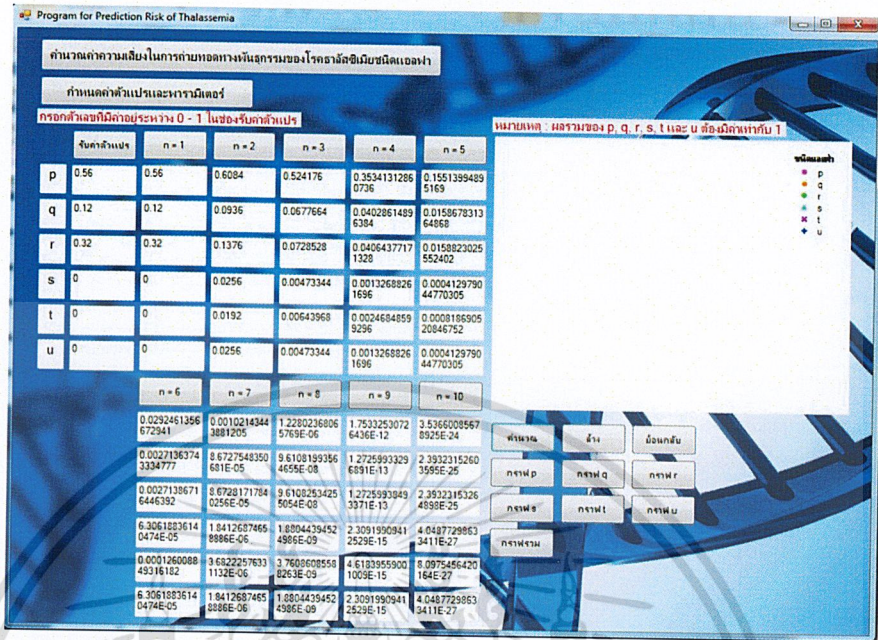 Program for Prediction Risk of Thalassemia
คำนวณค่าความเสี่ยงในการถ่ายทอดทางพันธุกรรมของโรคธาลัสซีเมียชนิดแอลฟา
กำหนดค่าตัวแปรและพารามิเตอร์
กรอกตัวเลขที่มีค่าอยู่ระหว่าง 0 - 1 ในช่องรับค่าตัวแปร
หมายเหตุ : ผลรวมของ p, q, r, s, t และ u ต้องมีค่าเท่ากับ 1
รับค่าตัวแปร n = 1 n = 2 n = 3 n = 4 n = 5
p 0.56 0.56 0.6084 0.524176 0.3534131286 0.1551399489
0736 5169
q 0.12 0.12 0.0936 0.0677664 0.0402861489 0.0158678313
6384 64868
r 0.32 0.32 0.1376 0.0728528 0.0406437717 0.0158823025
1328 552402
s 0 0 0.0256 0.00473344 0.0013268826 0.0004129790
1696 44770305
t 0 0 0.0192 0.00643968 0.0024684859 0.0008186905
9296 20846752
u 0 0 0.0256 0.00473344 0.0013268826 0.0004129790
1696 44770305
ชนิดแอลฟา
p
q
r
s
t
u
n = 6 n = 7 n = 8 n = 9 n = 10
0.0292461356 0.0010214344 1.2280236806 1.7533253072 3.5366008567
672941 3881205 5769E-06 6436E-12 8925E-24
0.0027136374 8.6727548350 9.6108199356 1.2725993329 2.3932315260
3334777 681E-05 4655E-08 6891E-13 3595E-25
0.0027138671 8.6728171784 9.6108253425 1.2725993849 2.3932315326
6446392 0256E-05 5054E-08 3371E-13 4898E-25
6.3061883614 1.8412687465 1.8804439452 2.3091990941 4.0487729863
0474E-05 8886E-06 4986E-09 2529E-15 3411E-27
0.0001260088 3.6822257633 3.7608608558 4.6183955900 8.0975456420
49316182 1132E-06 8263E-09 1009E-15 164E-27
6.3061883614 1.8412687465 1.8804439452 2.3091990941 4.0487729863
0474E-05 8886E-06 4986E-09 2529E-15 3411E-27
คำนวณ ล้าง ย้อนกลับ
กราฟ p กราฟ q กราฟ r
กราฟ s กราฟ t กราฟ u
กราฟรวม